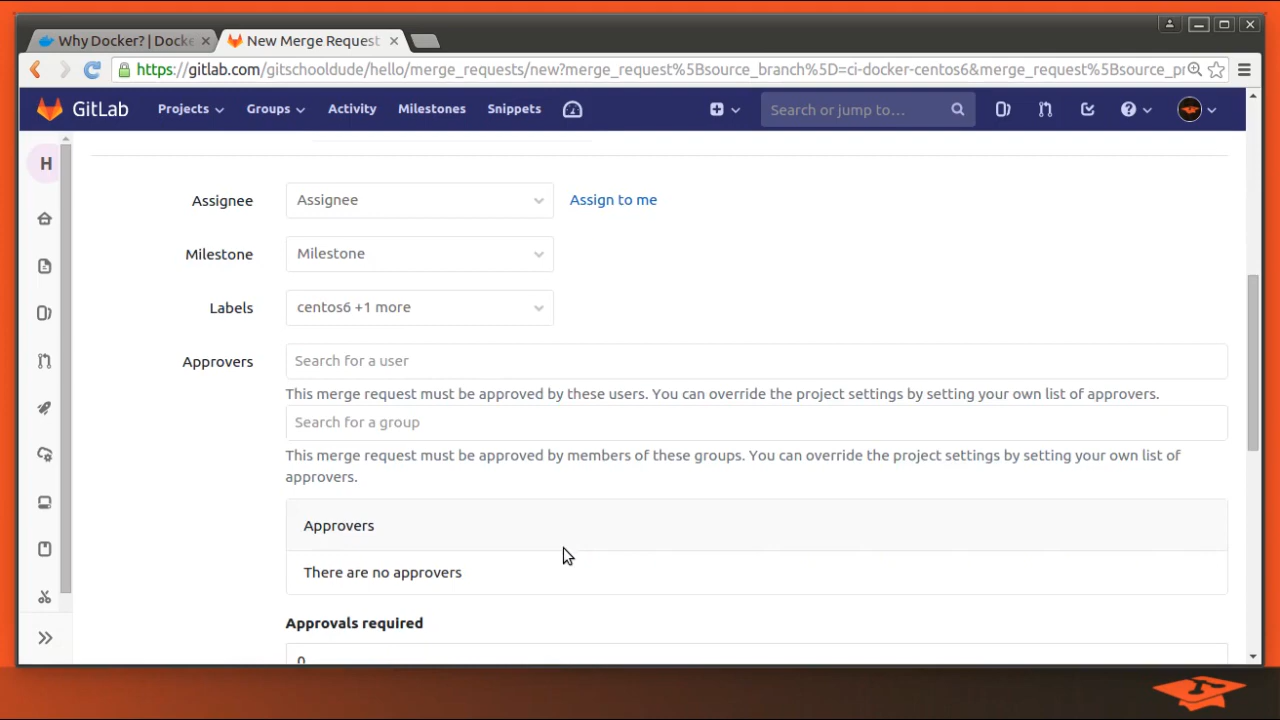 Why Docker? | Docke
New Merge Request
https://gitlab.com/gitschooldude/hello/merge_requests/new?merge_request%5Bsource_branch%5D=ci-docker-centos6&merge_request%5Bsource_pr
GitLab Projects Groups Activity Milestones Snippets Search or jump to…
H
Assignee Assignee Assign to me
Milestone Milestone
Labels centos6 +1 more
Approvers Search for a user
This merge request must be approved by these users. You can override the project settings by setting your own list of approvers.
Search for a group
This merge request must be approved by members of these groups. You can override the project settings by setting your own list of
approvers.
Approvers
There are no approvers
Approvals required
0